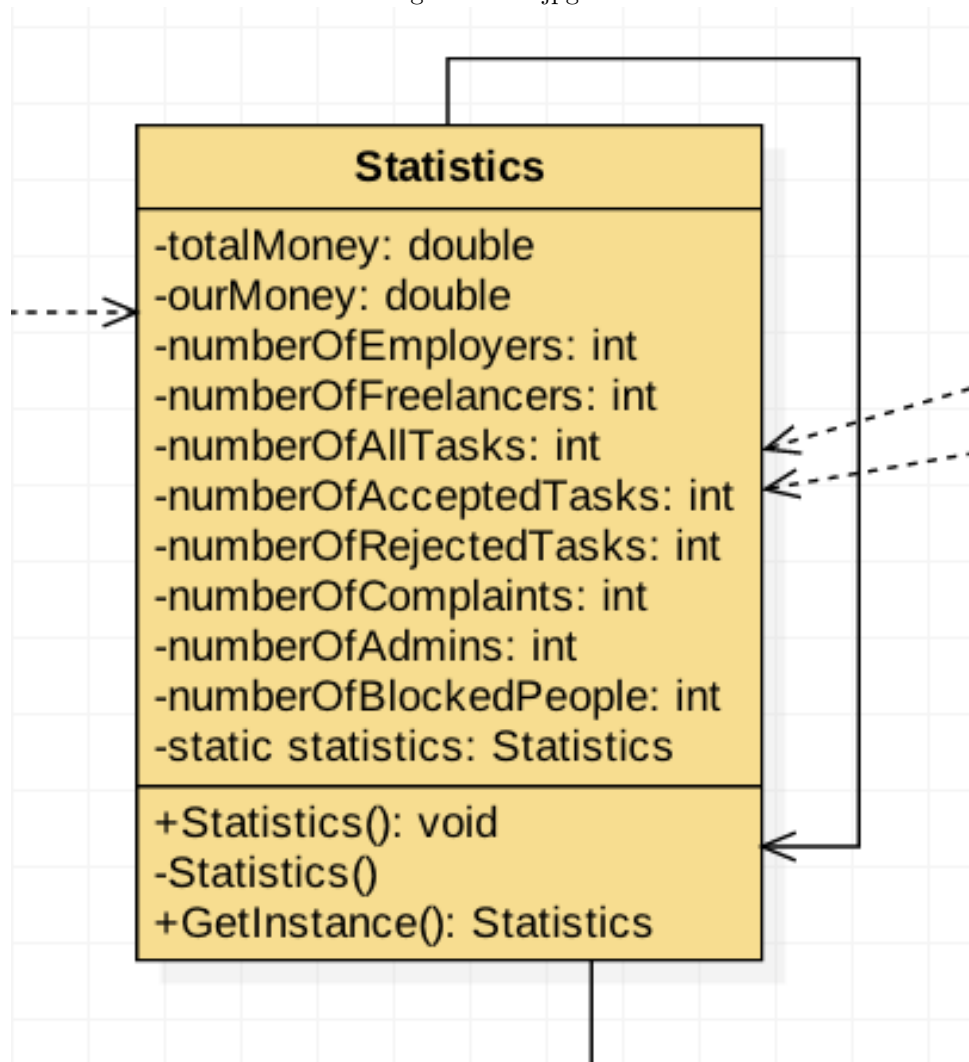 Statistics
-totalMoney: double
-ourMoney: double
-numberOfEmployers: int
-numberOfFreelancers: int
-numberOfAllTasks: int
-numberOfAcceptedTasks: int
-numberOfRejectedTasks: int
-numberOfComplaints: int
-numberOfAdmins: int
-numberOfBlockedPeople: int
-static statistics: Statistics
+Statistics(): void
-Statistics()
+GetInstance(): Statistics